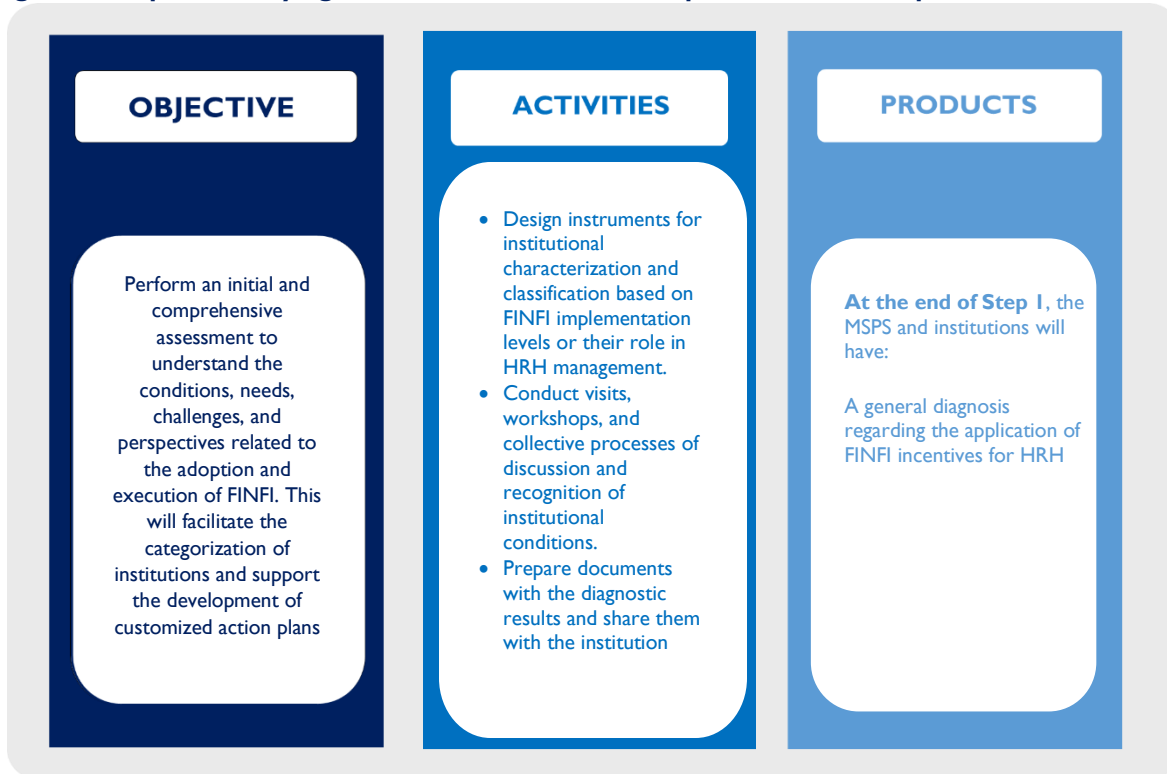 OBJECTIVE
Perform an initial and
comprehensive
assessment to
understand the
conditions, needs,
challenges, and
perspectives related to
the adoption and
execution of FINFI. This
will facilitate the
categorization of
institutions and support
the development of
customized action plans
ACTIVITIES
• Design instruments for
institutional
characterization and
classification based on
FINFI implementation
levels or their role in
HRH management.
• Conduct visits,
workshops, and
collective processes of
discussion and
recognition of
institutional
conditions.
• Prepare documents
with the diagnostic
results and share them
with the institution
PRODUCTS
At the end of Step 1, the
MSPS and institutions will
have:
A general diagnosis
regarding the application of
FINFI incentives for HRH